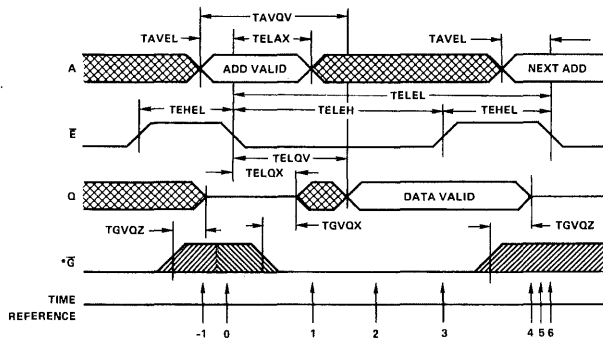 TAVQV
TAVEL TELAX TAVEL
A ADD VALID NEXT ADD
TELEL
TEHEL TELEH TEHEL
E̅
TELQV
TELQX
Q DATA VALID
TGVQZ TGVQX TGVQZ
*G̅
TIME
REFERENCE
-1 0 1 2 3 4 5 6